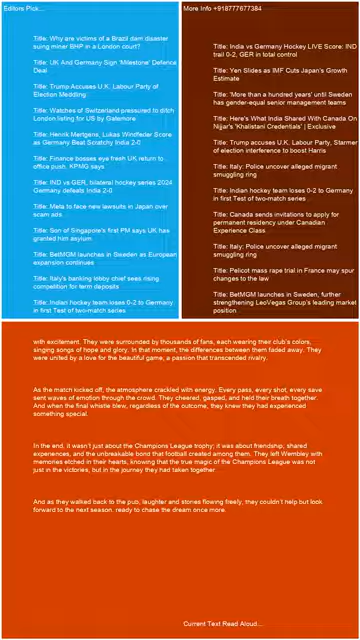 Editors Pick...
Title: Why are victims of a Brazil dam disaster
suing miner BHP in a London court?
Title: UK And Germany Sign 'Milestone' Defence
Deal
Title: Trump Accuses U.K. Labour Party of
Election Meddling
Title: Watches of Switzerland pressured to ditch
London listing for US by Gatemore
Title: Henrik Mertgens, Lukas Windfeder Score
as Germany Beat Scratchy India 2-0
Title: Finance bosses eye fresh UK return to
office push, KPMG says
Title: IND vs GER, bilateral hockey series 2024
Germany defeats India 2-0
Title: Meta to face new lawsuits in Japan over
scam ads
Title: Son of Singapore's first PM says UK has
granted him asylum
Title: BetMGM launches in Sweden as European
expansion continues
Title: Italy's banking lobby chief sees rising
competition for term deposits
Title: Indian hockey team loses 0-2 to Germany
in first Test of two-match series
More Info +918777677384
Title: India vs Germany Hockey LIVE Score: IND
trail 0-2, GER in total control
Title: Yen Slides as IMF Cuts Japan's Growth
Estimate
Title: 'More than a hundred years' until Sweden
has gender-equal senior management teams
Title: Here's What India Shared With Canada On
Nijjar's 'Khalistani Credentials' | Exclusive
Title: Trump accuses U.K. Labour Party, Starmer
of election interference to boost Harris
Title: Italy: Police uncover alleged migrant
smuggling ring
Title: Indian hockey team loses 0-2 to Germany
in first Test of two-match series
Title: Canada sends invitations to apply for
permanent residency under Canadian
Experience Class
Title: Italy: Police uncover alleged migrant
smuggling ring
Title: Pelicot mass rape trial in France may spur
changes to the law
Title: BetMGM launches in Sweden, further
strengthening LeoVegas Group's leading market
position
with excitement. They were surrounded by thousands of fans, each wearing their club's colors,
singing songs of hope and glory. In that moment, the differences between them faded away. They
were united by a love for the beautiful game, a passion that transcended rivalry.
As the match kicked off, the atmosphere crackled with energy. Every pass, every shot, every save
sent waves of emotion through the crowd. They cheered, gasped, and held their breath together.
And when the final whistle blew, regardless of the outcome, they knew they had experienced
something special.
In the end, it wasn't just about the Champions League trophy; it was about friendship, shared
experiences, and the unbreakable bond that football created among them. They left Wembley with
memories etched in their hearts, knowing that the true magic of the Champions League was not
just in the victories, but in the journey they had taken together.
And as they walked back to the pub, laughter and stories flowing freely, they couldn't help but look
forward to the next season, ready to chase the dream once more.
Current Text Read Aloud....